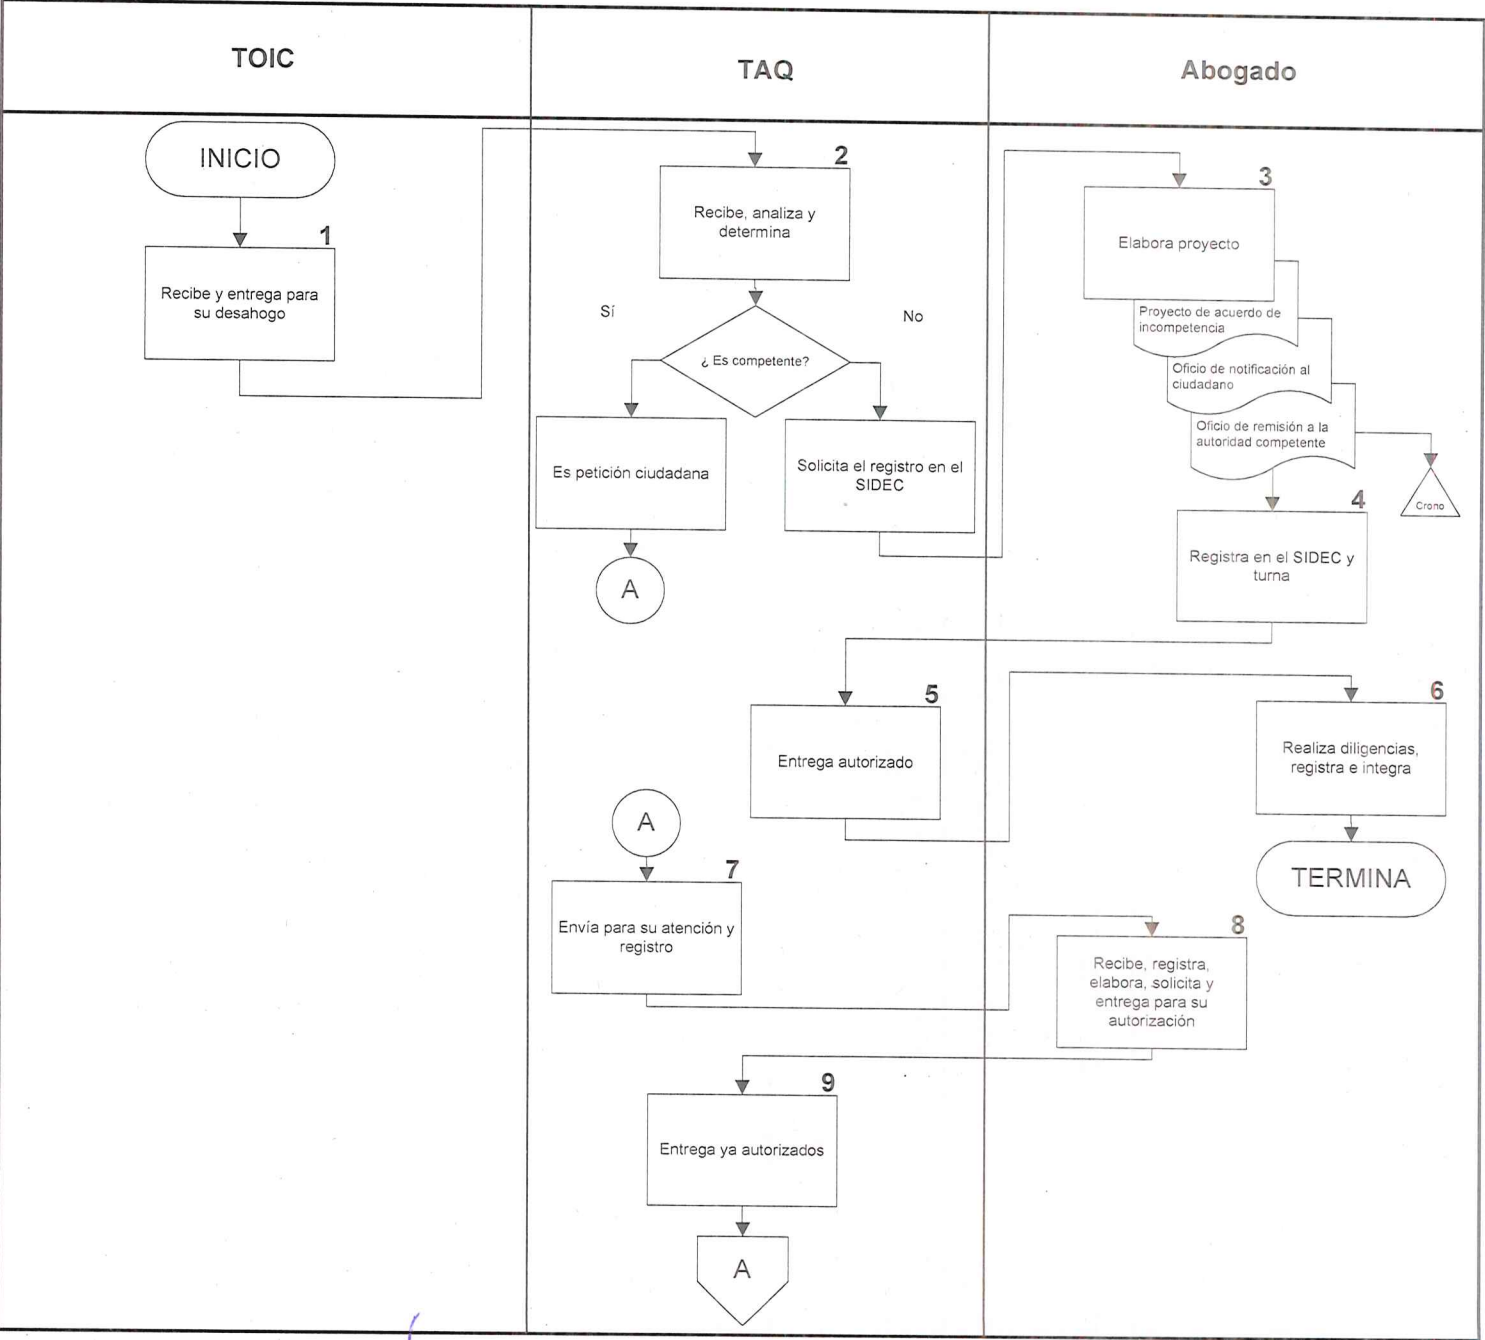 TOIC
TAQ
Abogado
INICIO
1
Recibe y entrega para
su desahogo
2
Recibe, analiza y
determina
Sí
No
¿ Es competente?
Es petición ciudadana
Solicita el registro en el
SIDEC
A
3
Elabora proyecto
Proyecto de acuerdo de
incompetencia
Oficio de notificación al
ciudadano
Oficio de remisión a la
autoridad competente
Crono
4
Registra en el SIDEC y
turna
5
Entrega autorizado
6
Realiza diligencias,
registra e integra
TERMINA
A
7
Envía para su atención y
registro
8
Recibe, registra,
elabora, solicita y
entrega para su
autorización
9
Entrega ya autorizados
A